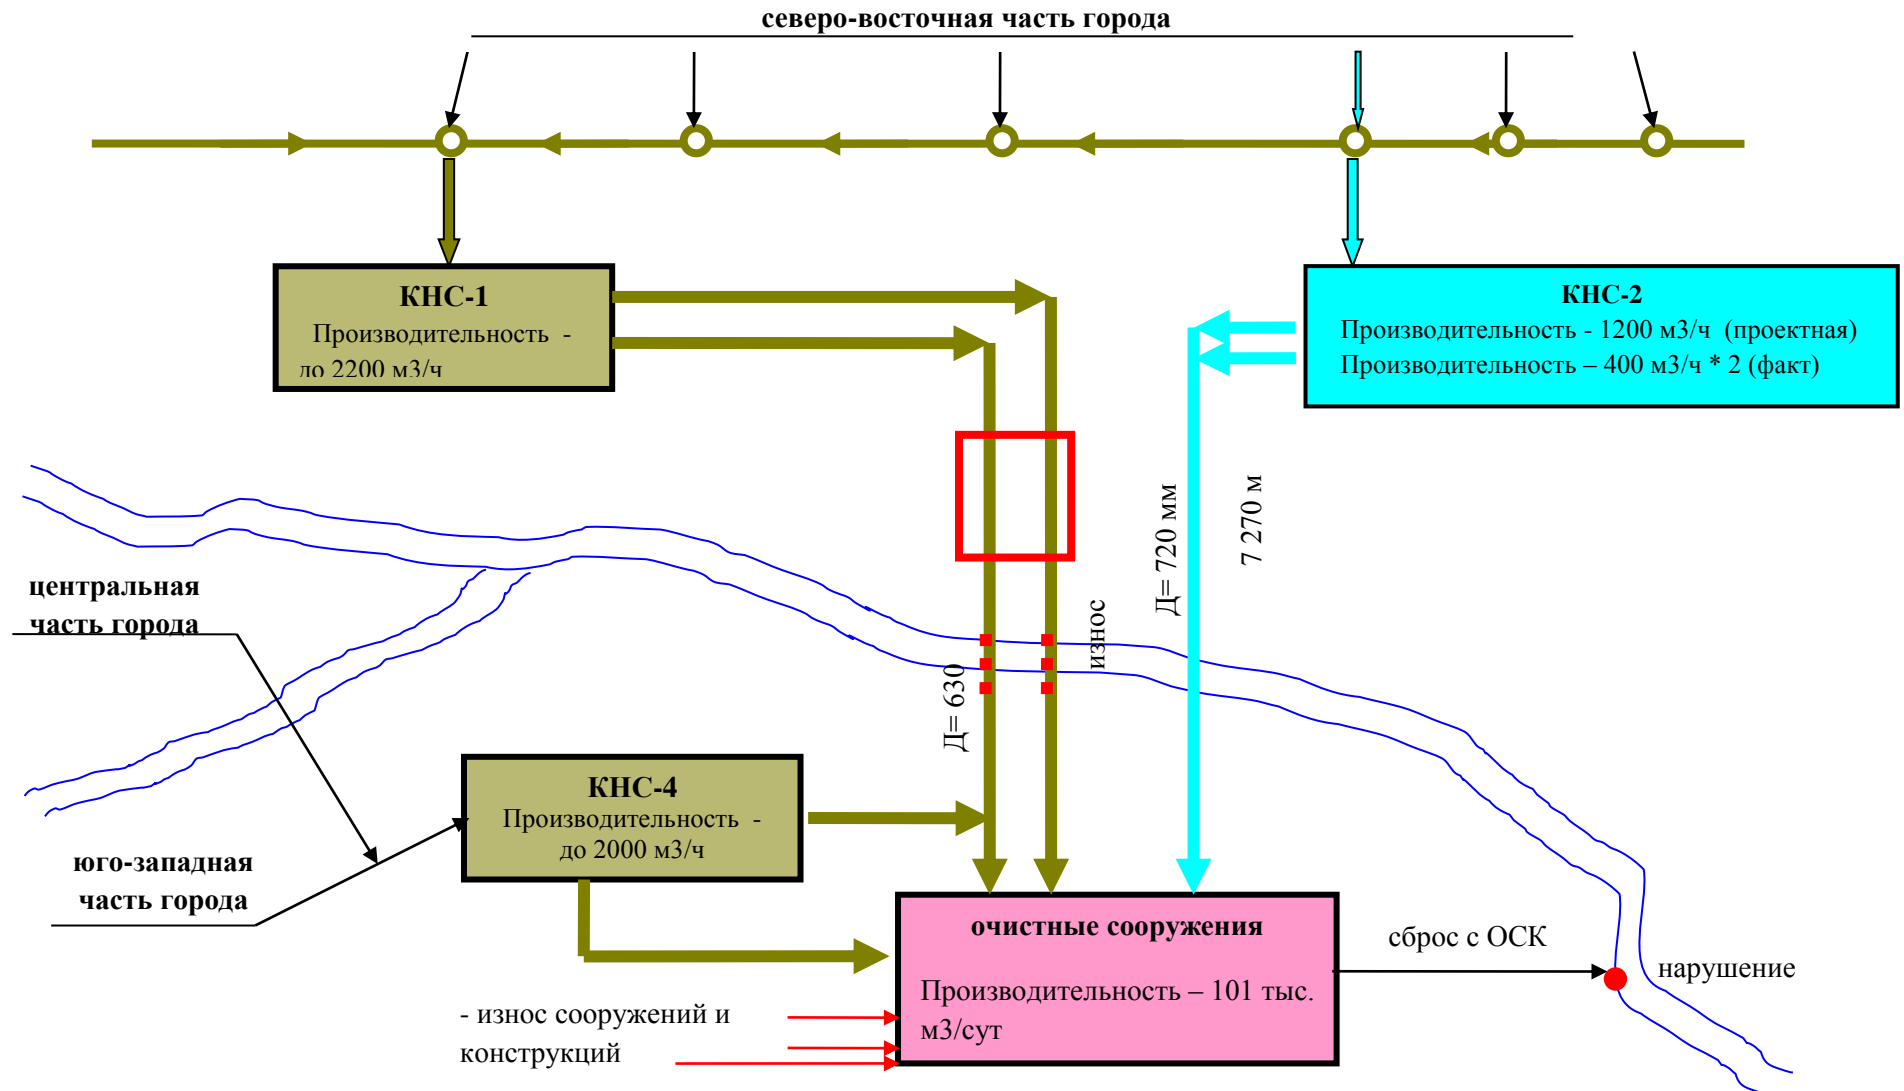 северо-восточная часть города
КНС-1
Производительность -
до 2200 м3/ч
КНС-2
Производительность - 1200 м3/ч (проектная)
Производительность – 400 м3/ч * 2 (факт)
Д= 720 мм
7 270 м
центральная
часть города
износ
Д= 630
КНС-4
Производительность -
до 2000 м3/ч
юго-западная
часть города
очистные сооружения
Производительность – 101 тыс.
м3/сут
сброс с ОСК
нарушение
- износ сооружений и
конструкций